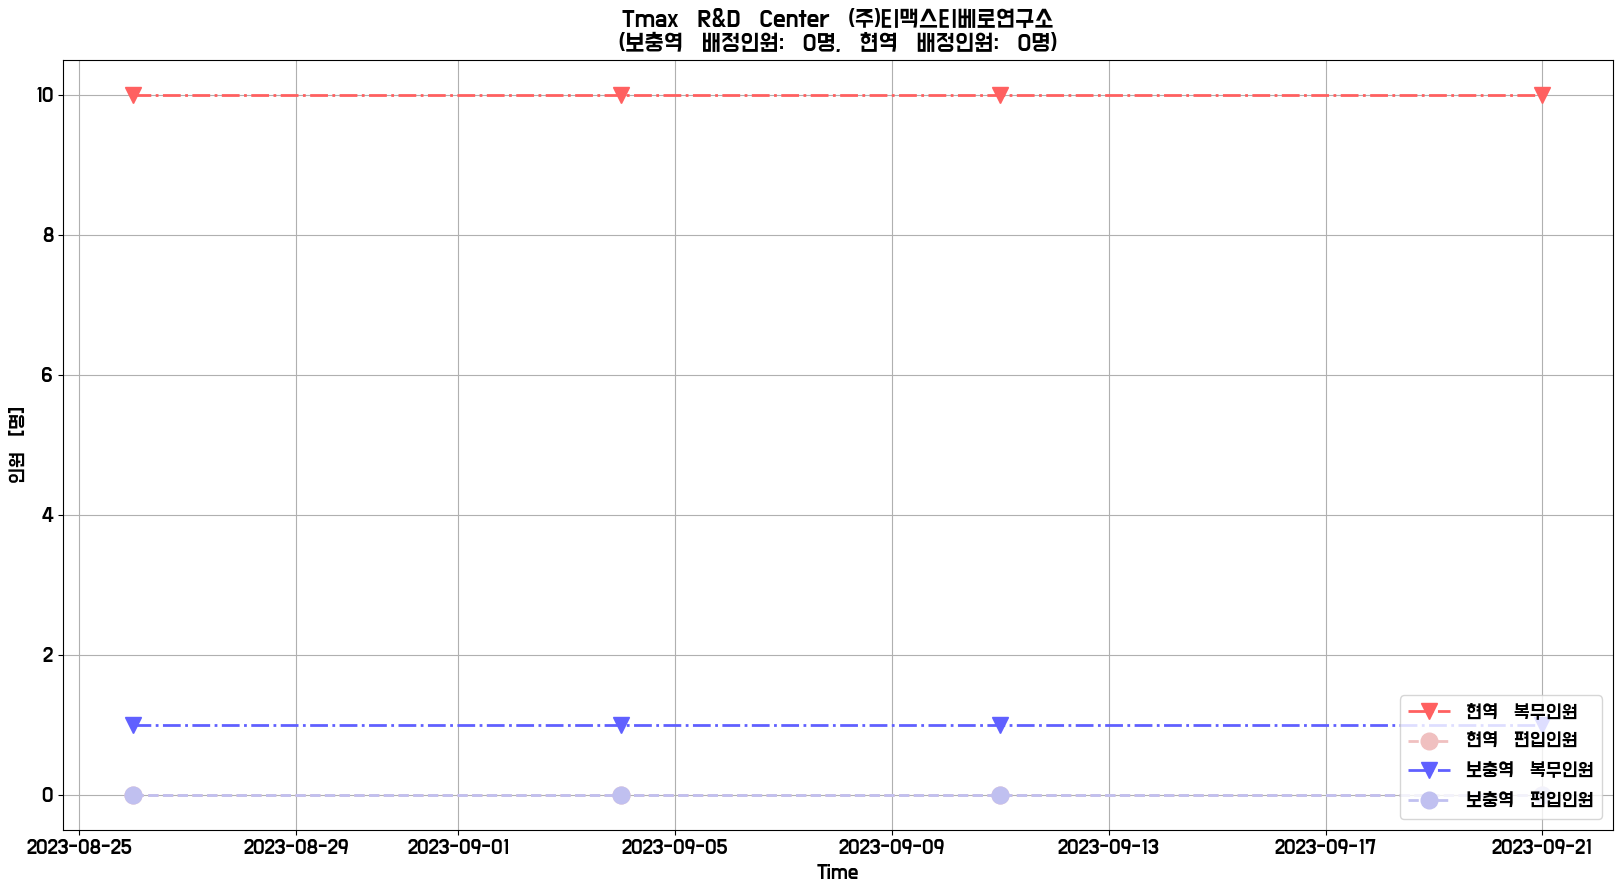 Tmax R&D Center (주)티맥스티베로연구소
(보충역 배정인원: 0명, 현역 배정인원: 0명)
10
8
6
4
2
0
인원 [명]
2023-08-25 2023-08-29 2023-09-01 2023-09-05 2023-09-09 2023-09-13 2023-09-17 2023-09-21
Time
현역 복무인원
현역 편입인원
보충역 복무인원
보충역 편입인원